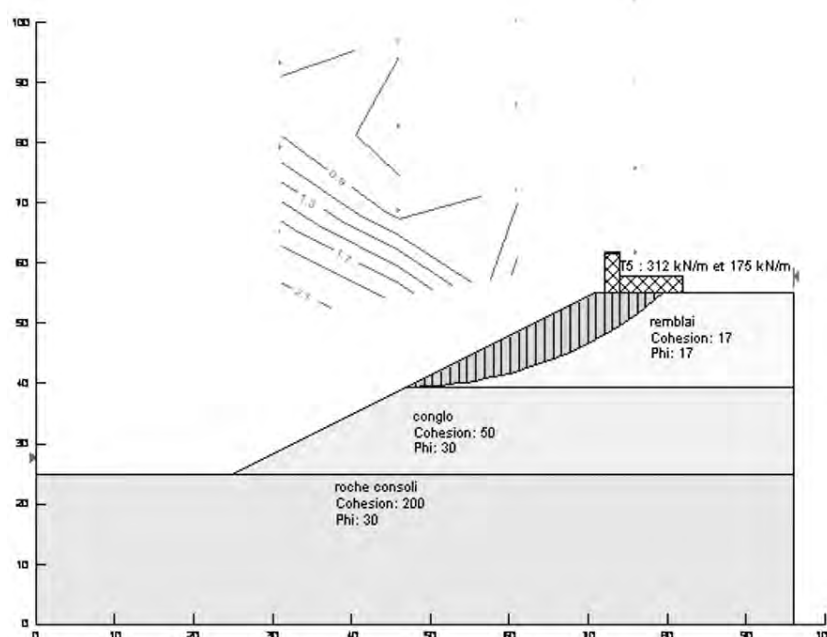 100
90
80
70
60
50
40
30
20
10
0
0.9
1.3
1.7
2.1
T5 : 312 kN/m et 175 kN/m
remblai
Cohesion: 17
Phi: 17
conglo
Cohesion: 50
Phi: 30
roche consoli
Cohesion: 200
Phi: 30
0 10 20 30 40 50 60 70 80 90 100